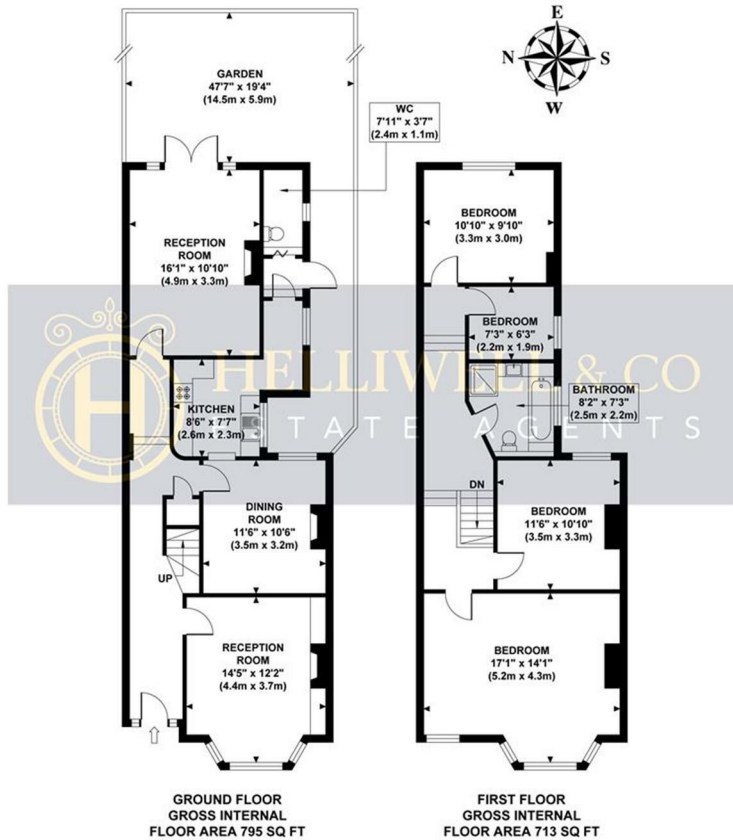 E
N
S
W
GARDEN
47'7" x 19'4"
(14.5m x 5.9m)
WC
7'11" x 3'7"
(2.4m x 1.1m)
RECEPTION
ROOM
16'1" x 10'10"
(4.9m x 3.3m)
BEDROOM
10'10" x 9'10"
(3.3m x 3.0m)
BEDROOM
7'3" x 6'3"
(2.2m x 1.9m)
HELLIWELL & CO
ESTATE AGENTS
KITCHEN
8'6" x 7'7"
(2.6m x 2.3m)
BATHROOM
8'2" x 7'3"
(2.5m x 2.2m)
DINING
ROOM
11'6" x 10'6"
(3.5m x 3.2m)
DN
BEDROOM
11'6" x 10'10"
(3.5m x 3.3m)
UP
RECEPTION
ROOM
14'5" x 12'2"
(4.4m x 3.7m)
BEDROOM
17'1" x 14'1"
(5.2m x 4.3m)
GROUND FLOOR
GROSS INTERNAL
FLOOR AREA 795 SQ FT
FIRST FLOOR
GROSS INTERNAL
FLOOR AREA 713 SQ FT